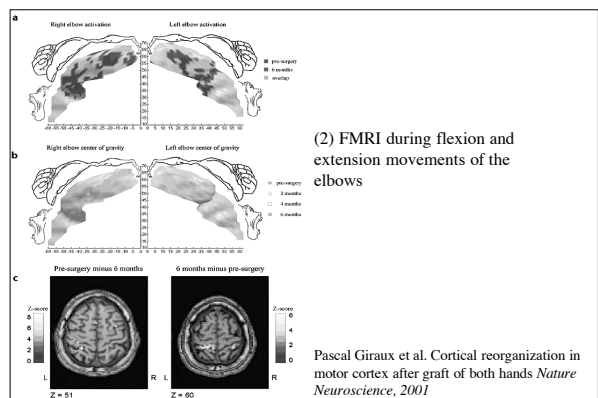 a
Right elbow activation
Left elbow activation
pre-surgery
6 months
overlap
(2) FMRI during flexion and
extension movements of the
elbows
b
Right elbow center of gravity
Left elbow center of gravity
pre-surgery
2 months
4 months
6 months
c
Pre-surgery minus 6 months
6 months minus pre-surgery
Z-score
8
6
4
2
0
Z-score
6
4
2
0
L
R
L
R
Z = 51
Z = 60
Pascal Giraux et al. Cortical reorganization in
motor cortex after graft of both hands Nature
Neuroscience, 2001